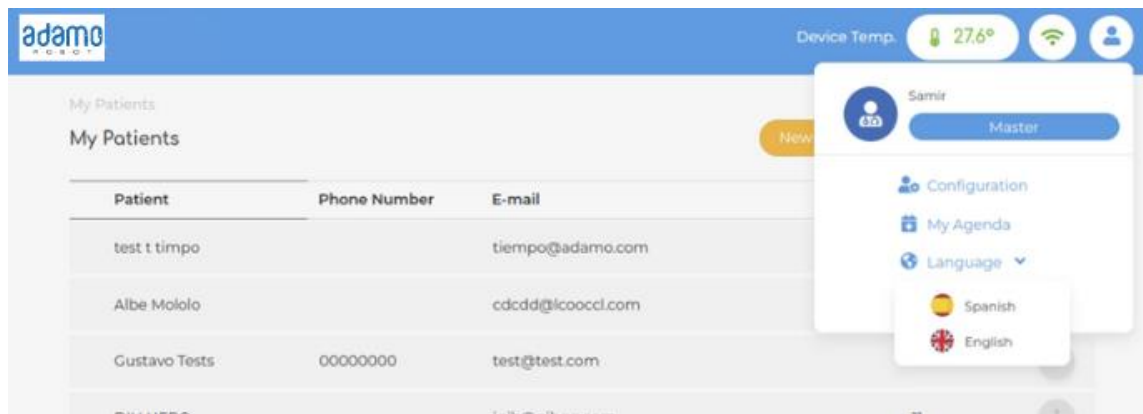 adamo
ROBOT
Device Temp. 27.6°
My Patients
My Patients
New
Samir
Master
Configuration
My Agenda
Language
Spanish
English
Patient Phone Number E-mail
test t timpo tiempo@adamo.com
Albe Mololo cdcdd@lcooccl.com
Gustavo Tests 00000000 test@test.com